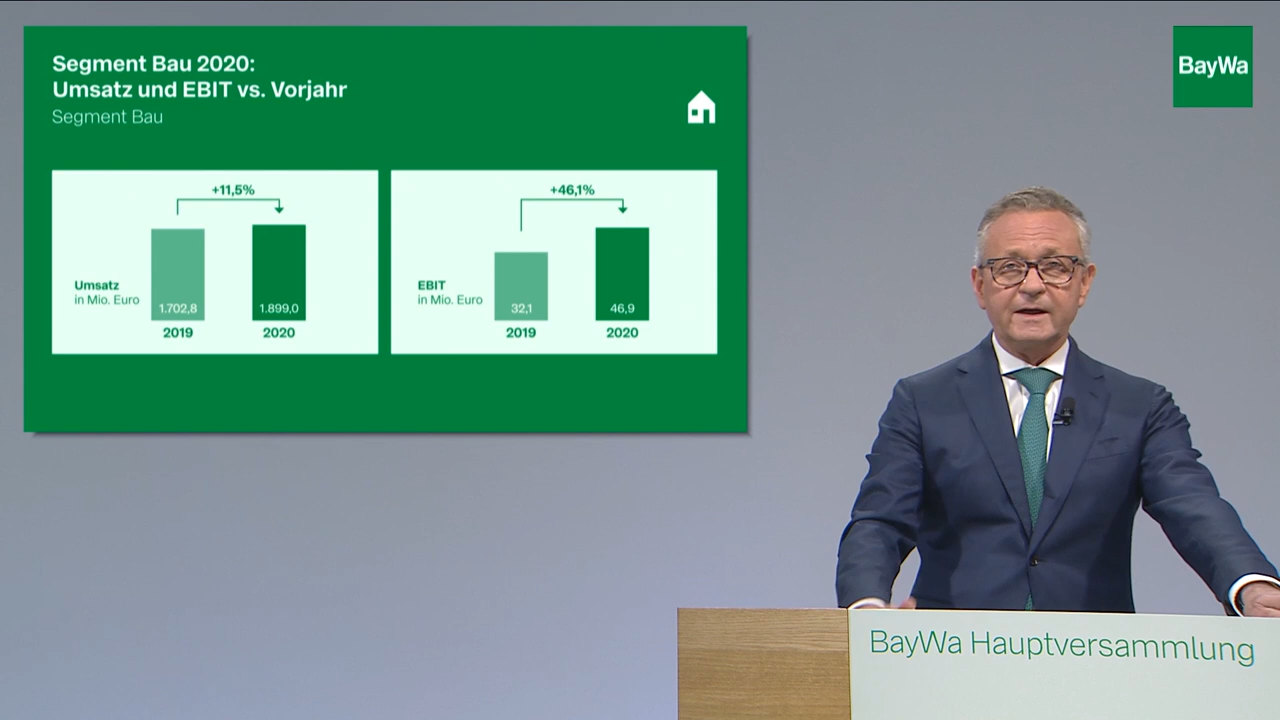 Segment Bau 2020:
Umsatz und EBIT vs. Vorjahr
Segment Bau
+11,5%
Umsatz
in Mio. Euro
1.702,8
1.899,0
2019
2020
+46,1%
EBIT
in Mio. Euro
32,1
46,9
2019
2020
BayWa
BayWa Hauptversammlung